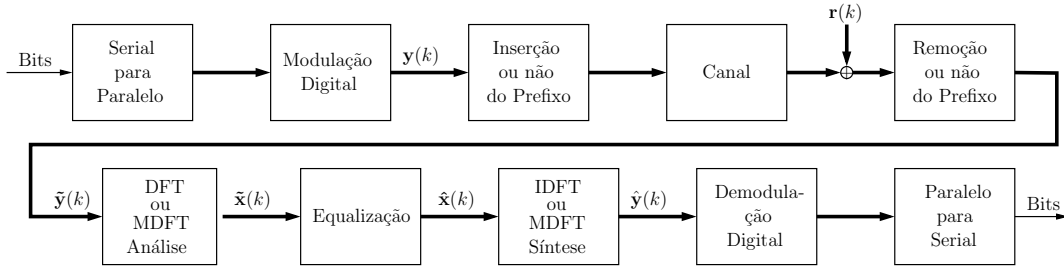 Bits
Serial
para
Paralelo
Modulação
Digital
y(k)
Inserção
ou não
do Prefixo
Canal
r(k)
Remoção
ou não
do Prefixo
ỹ(k)
DFT
ou
MDFT
Análise
x̃(k)
Equalização
x̂(k)
IDFT
ou
MDFT
Síntese
ŷ(k)
Demodula-
ção
Digital
Paralelo
para
Serial
Bits